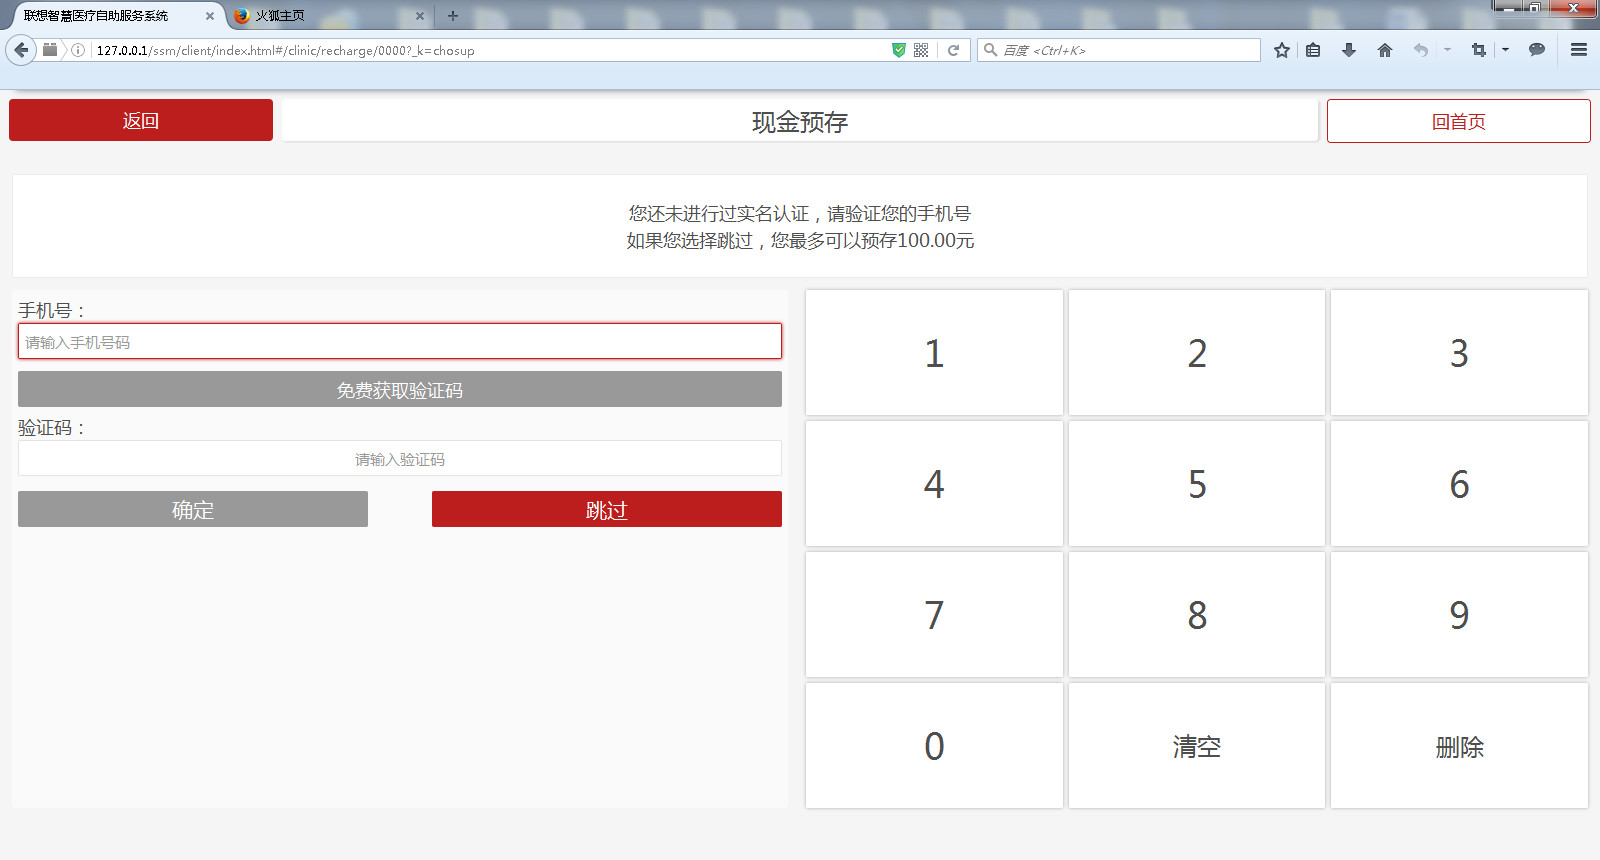 联想智慧医疗自助服务系统
火狐主页
127.0.0.1/ssm/client/index.html#/clinic/recharge/0000?_k=chosup
百度 <Ctrl+K>
返回
现金预存
回首页
您还未进行过实名认证，请验证您的手机号
如果您选择跳过，您最多可以预存100.00元
手机号：
请输入手机号码
免费获取验证码
验证码：
请输入验证码
确定
跳过
1
2
3
4
5
6
7
8
9
0
清空
删除